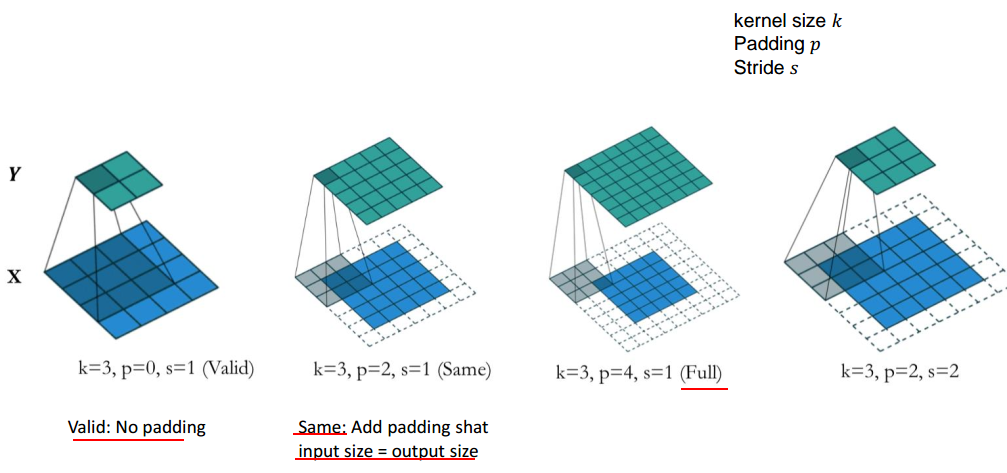 kernel size k
Padding p
Stride s
Y
X
k=3, p=0, s=1 (Valid)
k=3, p=2, s=1 (Same)
k=3, p=4, s=1 (Full)
k=3, p=2, s=2
Valid: No padding
Same: Add padding shat
input size = output size